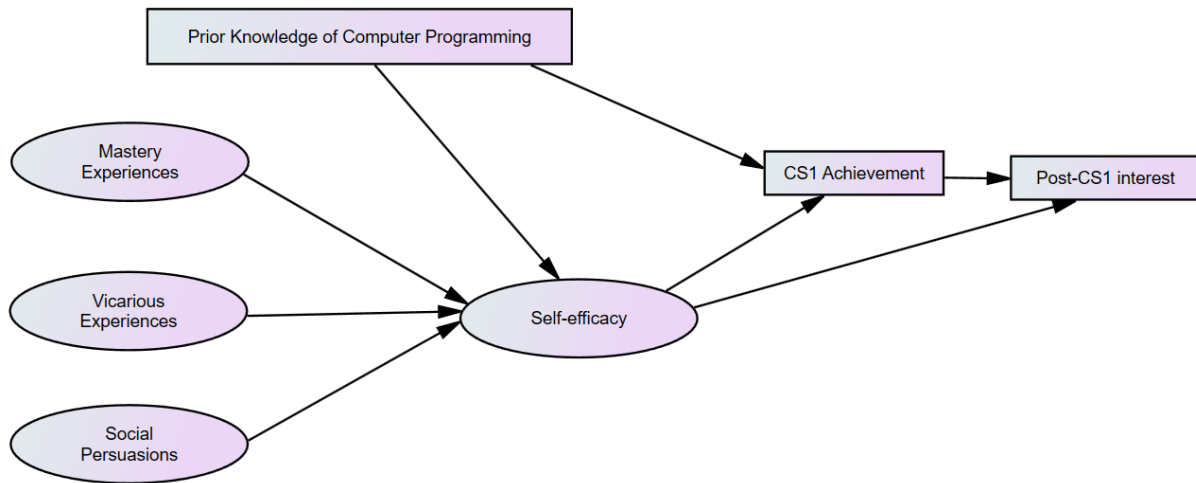 Prior Knowledge of Computer Programming
Mastery
Experiences
CS1 Achievement
Post-CS1 interest
Vicarious
Experiences
Self-efficacy
Social
Persuasions